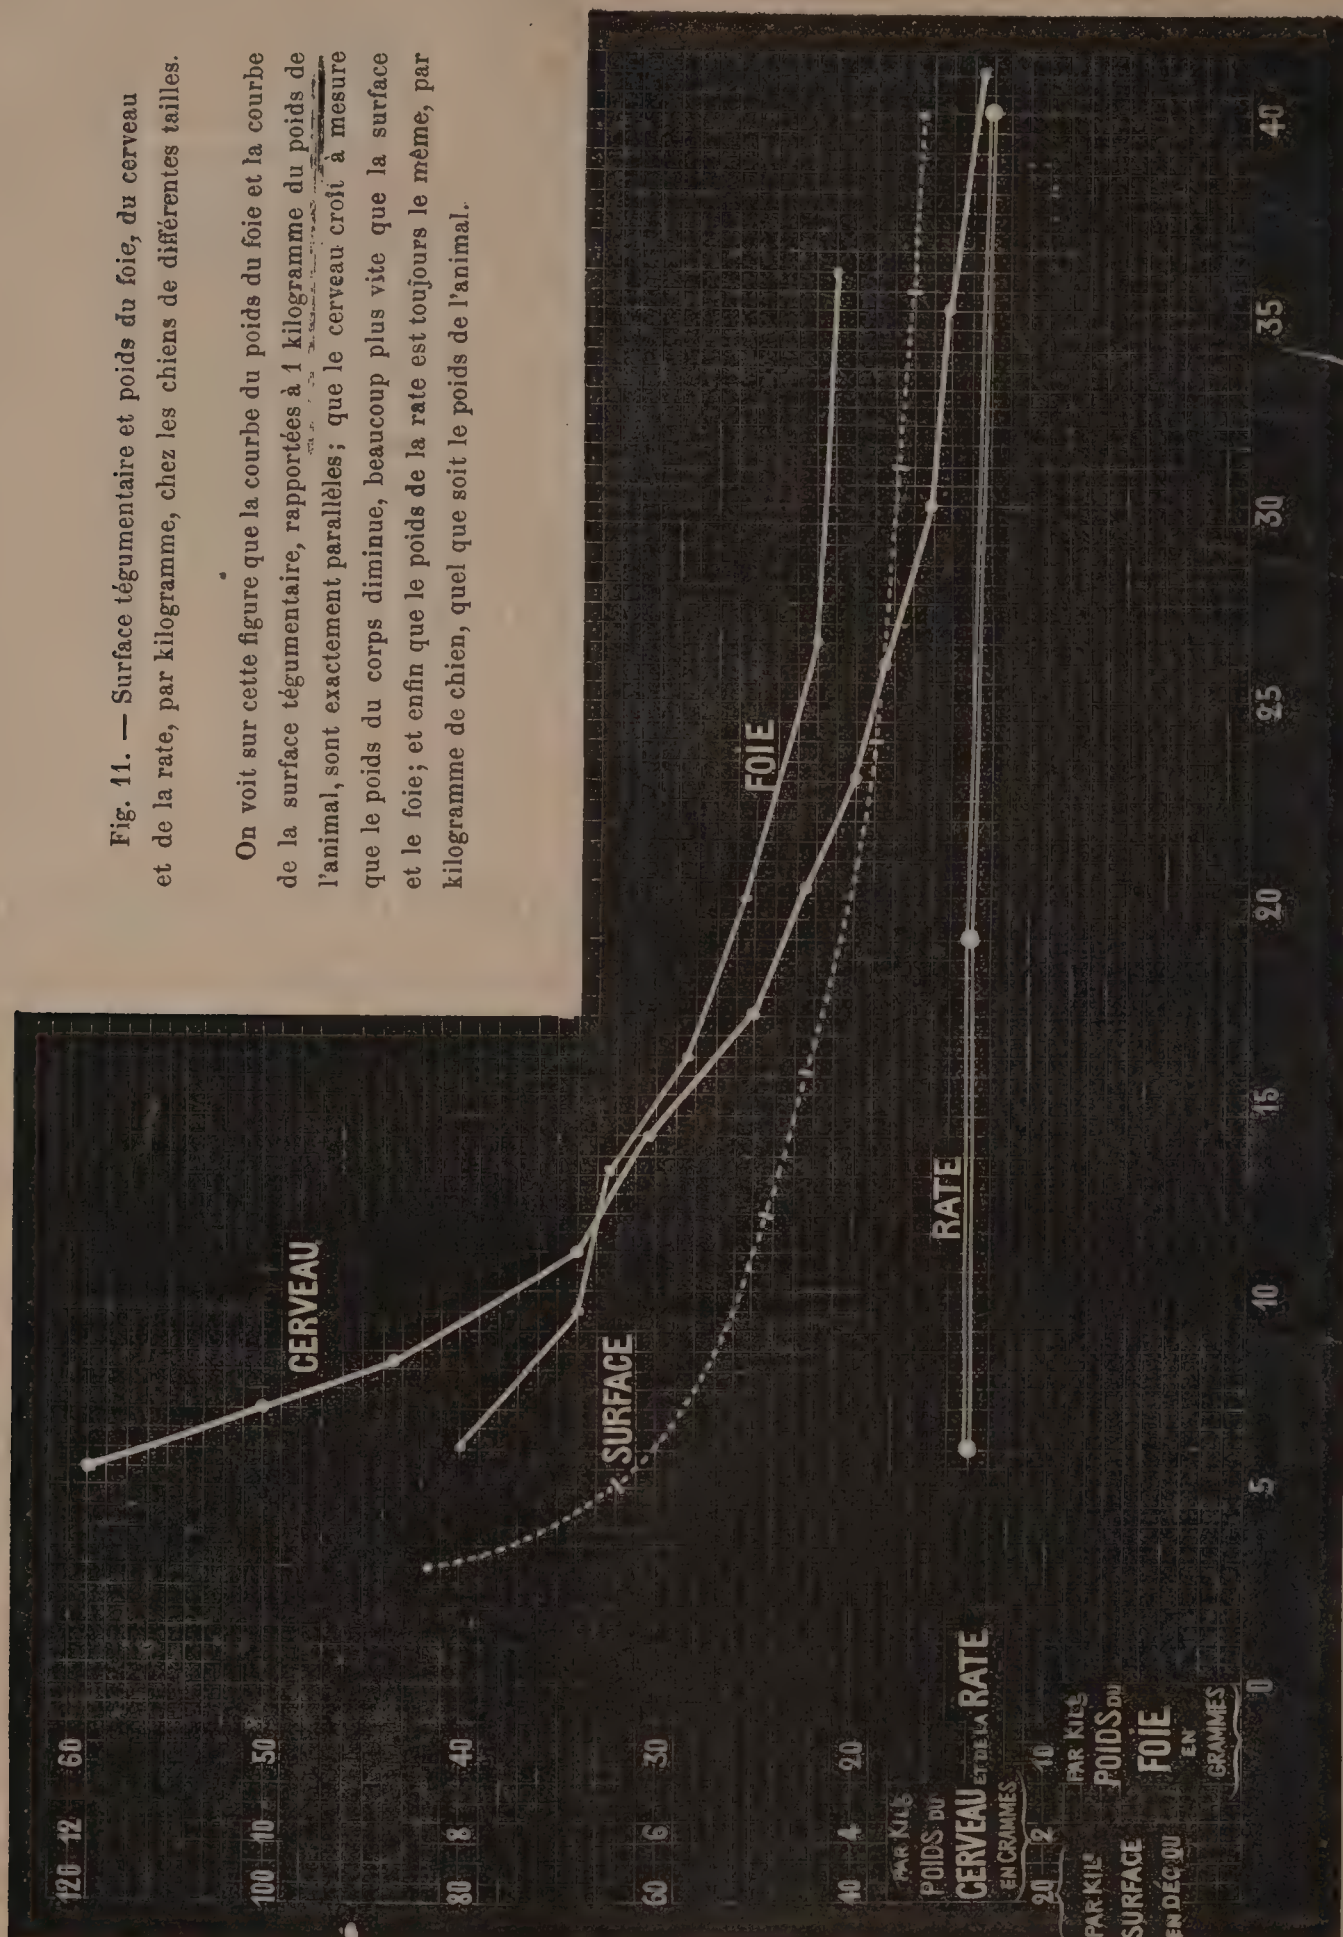 Fig. 11. — Surface tégumentaire et poids du foie, du cerveau
et de la rate, par kilogramme, chez les chiens de différentes tailles.
On voit sur cette figure que la courbe du poids du foie et la courbe
de la surface tégumentaire, rapportées à 1 kilogramme du poids de
l'animal, sont exactement parallèles; que le cerveau croît à mesure
que le poids du corps diminue, beaucoup plus vite que la surface
et le foie; et enfin que le poids de la rate est toujours le même, par
kilogramme de chien, quel que soit le poids de l'animal.
120 12 60
100 10 50
80 8 40
60 6 30
40 4 20
20 2 10
CERVEAU
SURFACE
FOIE
RATE
PAR KILº
POIDS DU
CERVEAU ET DE LA RATE
EN GRAMMES
PAR KILº
SURFACE
EN DÉC. QU
PAR KILº
POIDS DU
FOIE
EN
GRAMMES
0 5 10 15 20 25 30 35 40